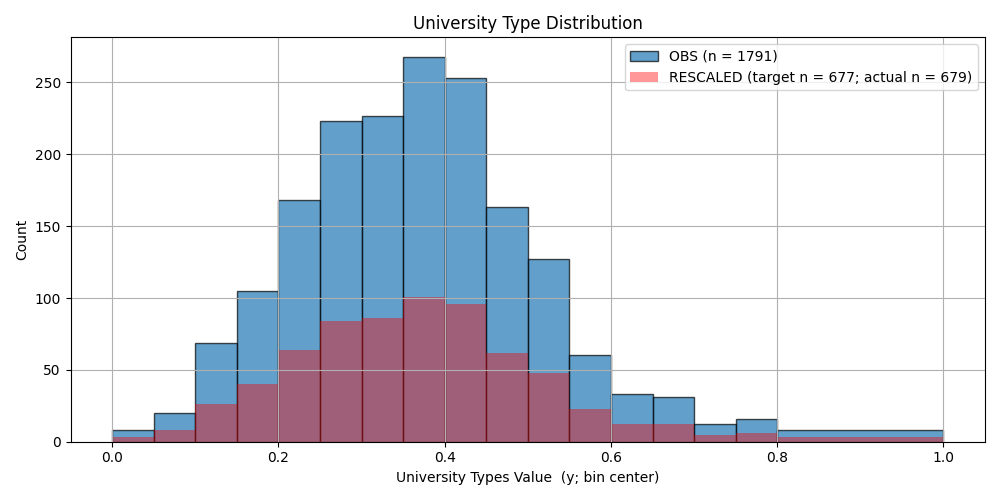 University Type Distribution
OBS (n = 1791)
RESCALED (target n = 677; actual n = 679)
250
200
150
100
50
0
Count
0.0 0.2 0.4 0.6 0.8 1.0
University Types Value  (y; bin center)